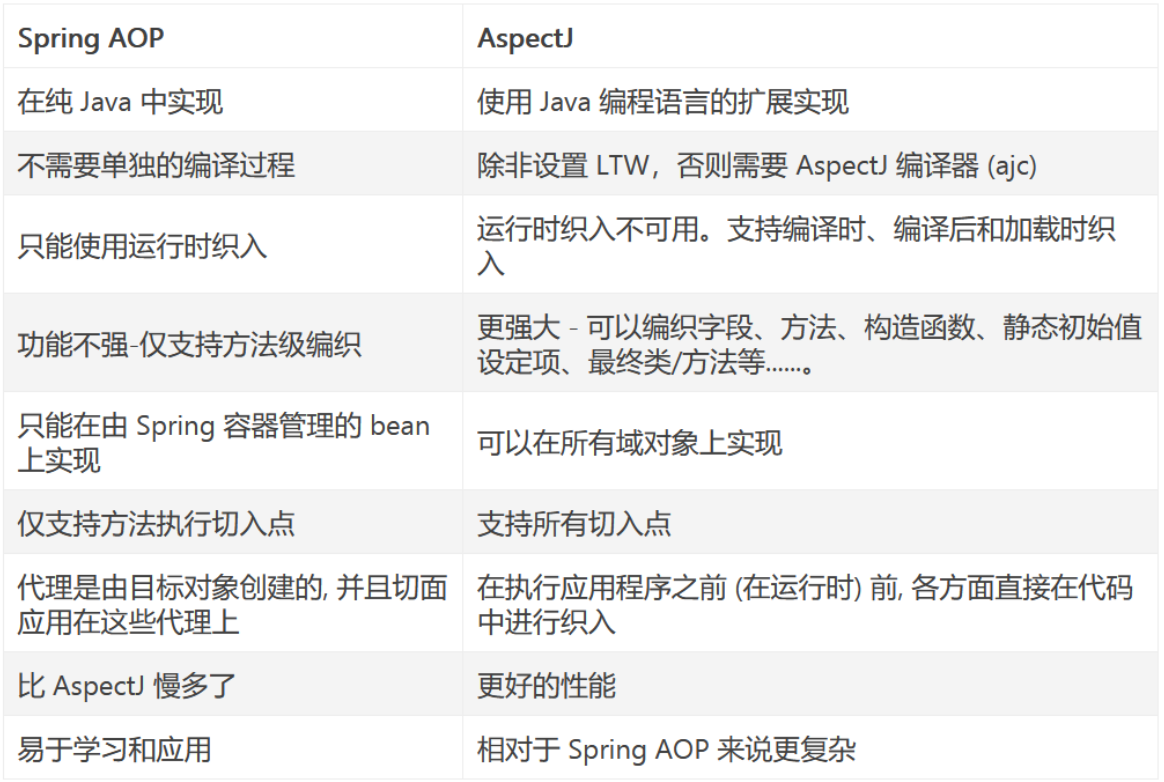 Spring AOP
AspectJ
在纯 Java 中实现
使用 Java 编程语言的扩展实现
不需要单独的编译过程
除非设置 LTW，否则需要 AspectJ 编译器 (ajc)
只能使用运行时织入
运行时织入不可用。支持编译时、编译后和加载时织
入
功能不强-仅支持方法级编织
更强大 - 可以编织字段、方法、构造函数、静态初始值
设定项、最终类/方法等......。
只能在由 Spring 容器管理的 bean
上实现
可以在所有域对象上实现
仅支持方法执行切入点
支持所有切入点
代理是由目标对象创建的, 并且切面
应用在这些代理上
在执行应用程序之前 (在运行时) 前, 各方面直接在代码
中进行织入
比 AspectJ 慢多了
更好的性能
易于学习和应用
相对于 Spring AOP 来说更复杂